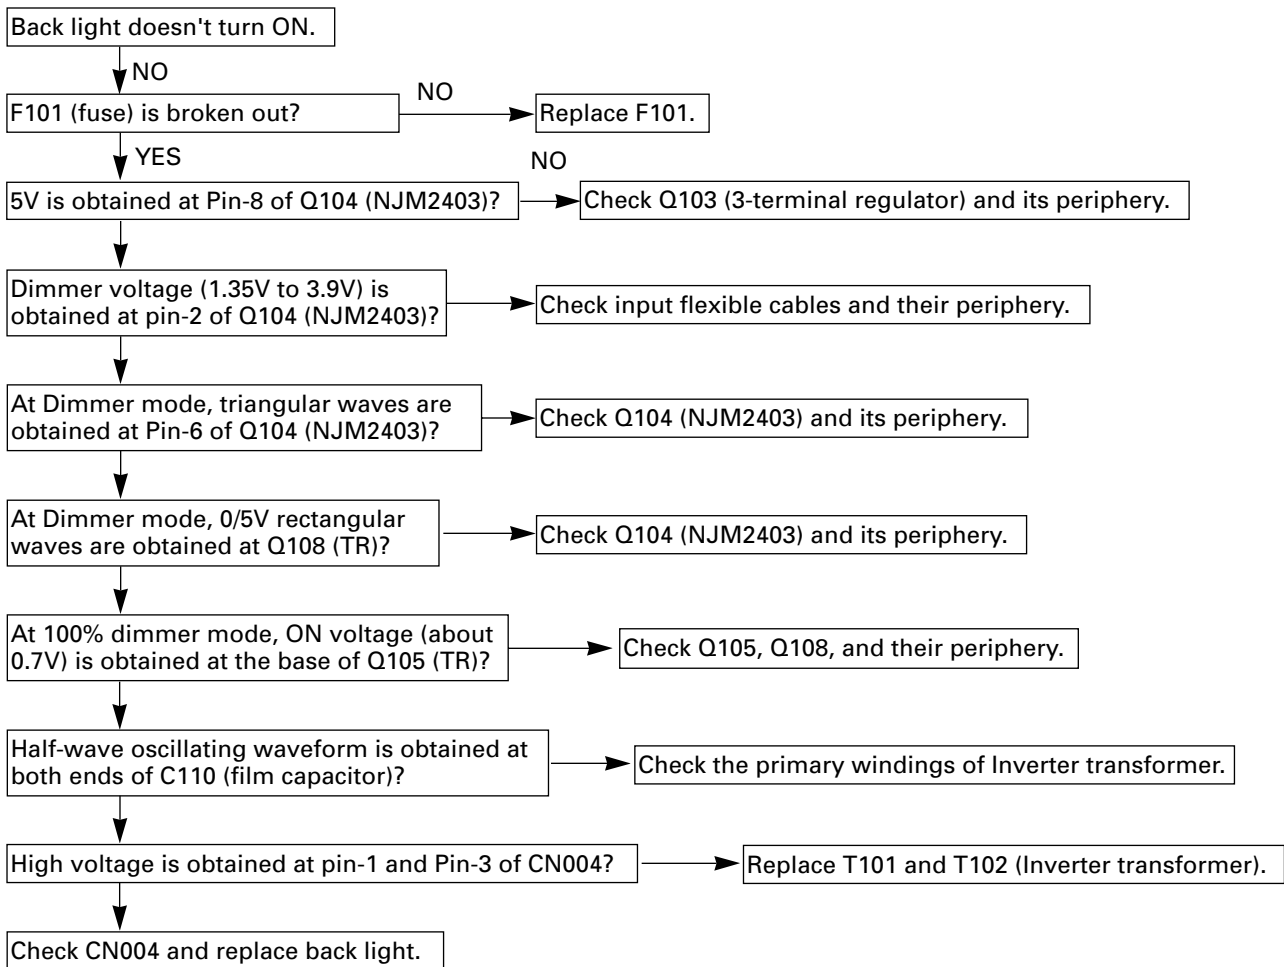 Back light doesn't turn ON.
NO
NO
F101 (fuse) is broken out?
Replace F101.
YES
NO
5V is obtained at Pin-8 of Q104 (NJM2403)?
Check Q103 (3-terminal regulator) and its periphery.
Dimmer voltage (1.35V to 3.9V) is
obtained at pin-2 of Q104 (NJM2403)?
Check input flexible cables and their periphery.
At Dimmer mode, triangular waves are
obtained at Pin-6 of Q104 (NJM2403)?
Check Q104 (NJM2403) and its periphery.
At Dimmer mode, 0/5V rectangular
waves are obtained at Q108 (TR)?
Check Q104 (NJM2403) and its periphery.
At 100% dimmer mode, ON voltage (about
0.7V) is obtained at the base of Q105 (TR)?
Check Q105, Q108, and their periphery.
Half-wave oscillating waveform is obtained at
both ends of C110 (film capacitor)?
Check the primary windings of Inverter transformer.
High voltage is obtained at pin-1 and Pin-3 of CN004?
Replace T101 and T102 (Inverter transformer).
Check CN004 and replace back light.